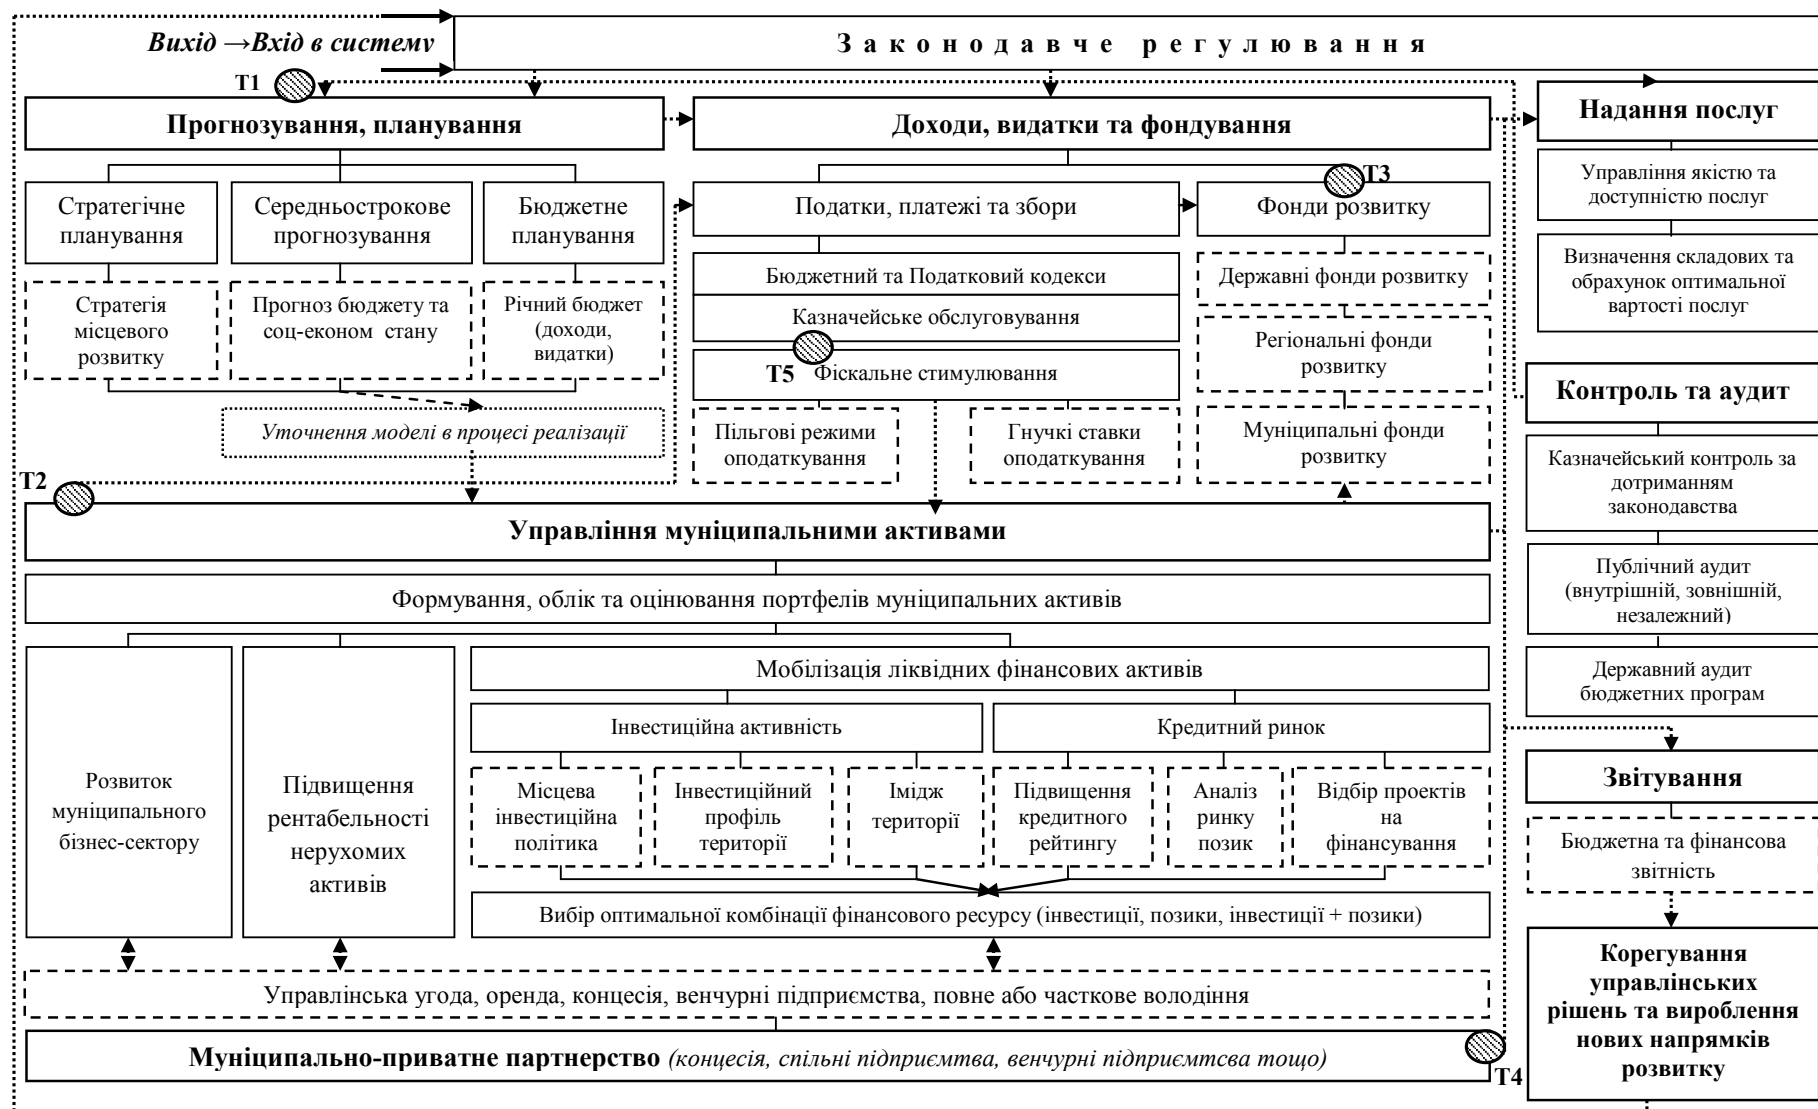 Вихід →Вхід в систему
Законодавче регулювання
Т1
Прогнозування, планування
Доходи, видатки та фондування
Надання послуг
Стратегічне
планування
Середньострокове
прогнозування
Бюджетне
планування
Стратегія
місцевого
розвитку
Прогноз бюджету та
соц-економ стану
Річний бюджет
(доходи,
видатки)
Уточнення моделі в процесі реалізації
Т3
Податки, платежі та збори
Фонди розвитку
Бюджетний та Податковий кодекси
Казначейське обслуговування
Т5
Фіскальне стимулювання
Пільгові режими
оподаткування
Гнучкі ставки
оподаткування
Державні фонди розвитку
Регіональні фонди
розвитку
Муніципальні фонди
розвитку
Управління якістю та
доступністю послуг
Визначення складових та
обрахунок оптимальної
вартості послуг
Контроль та аудит
Казначейський контроль за
дотриманням
законодавства
Публічний аудит
(внутрішній, зовнішній,
незалежний)
Державний аудит
бюджетних програм
Т2
Управління муніципальними активами
Формування, облік та оцінювання портфелів муніципальних активів
Розвиток
муніципального
бізнес-сектору
Підвищення
рентабельності
нерухомих
активів
Мобілізація ліквідних фінансових активів
Інвестиційна активність
Кредитний ринок
Місцева
інвестиційна
політика
Інвестиційний
профіль
території
Імідж
території
Підвищення
кредитного
рейтингу
Аналіз
ринку
позик
Відбір проектів
на
фінансування
Вибір оптимальної комбінації фінансового ресурсу (інвестиції, позики, інвестиції + позики)
Управлінська угода, оренда, концесія, венчурні підприємства, повне або часткове володіння
Муніципально-приватне партнерство (концесія, спільні підприємтва, венчурні підприємтсва тощо)
Т4
Звітування
Бюджетна та фінансова
звітність
Корегування
управлінських
рішень та вироблення
нових напрямків
розвитку